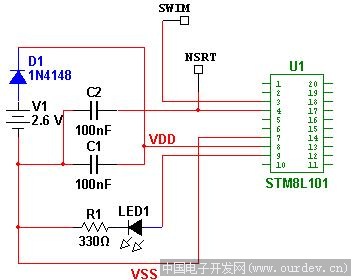 SWIM
NSRT
D1
1N4148
U1
C2
100nF
V1
2.6 V
C1
100nF
VDD
1
2
3
4
5
6
7
8
9
10
20
19
18
17
16
15
14
13
12
11
STM8L101
R1
330Ω
LED1
VSS
中国电子开发网(www.ourdev.cn)